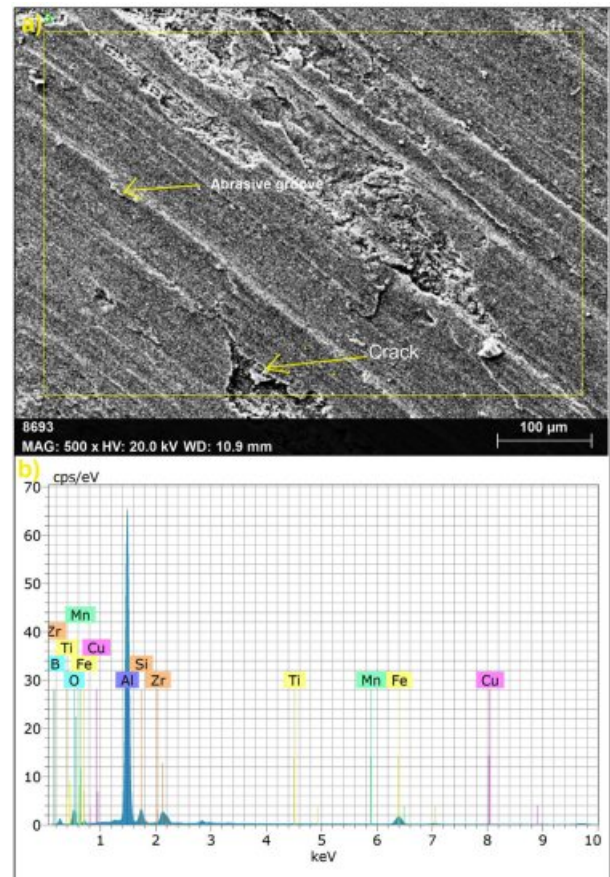 a)
Abrasive groove
Crack
8693
MAG: 500 x HV: 20.0 kV WD: 10.9 mm
100 µm
b)
cps/eV
70
60
50
40
30
20
10
0
Mn
Zr
Ti Cu
B Fe Si
O Al Zr Ti Mn Fe Cu
1 2 3 4 5 6 7 8 9 10
keV